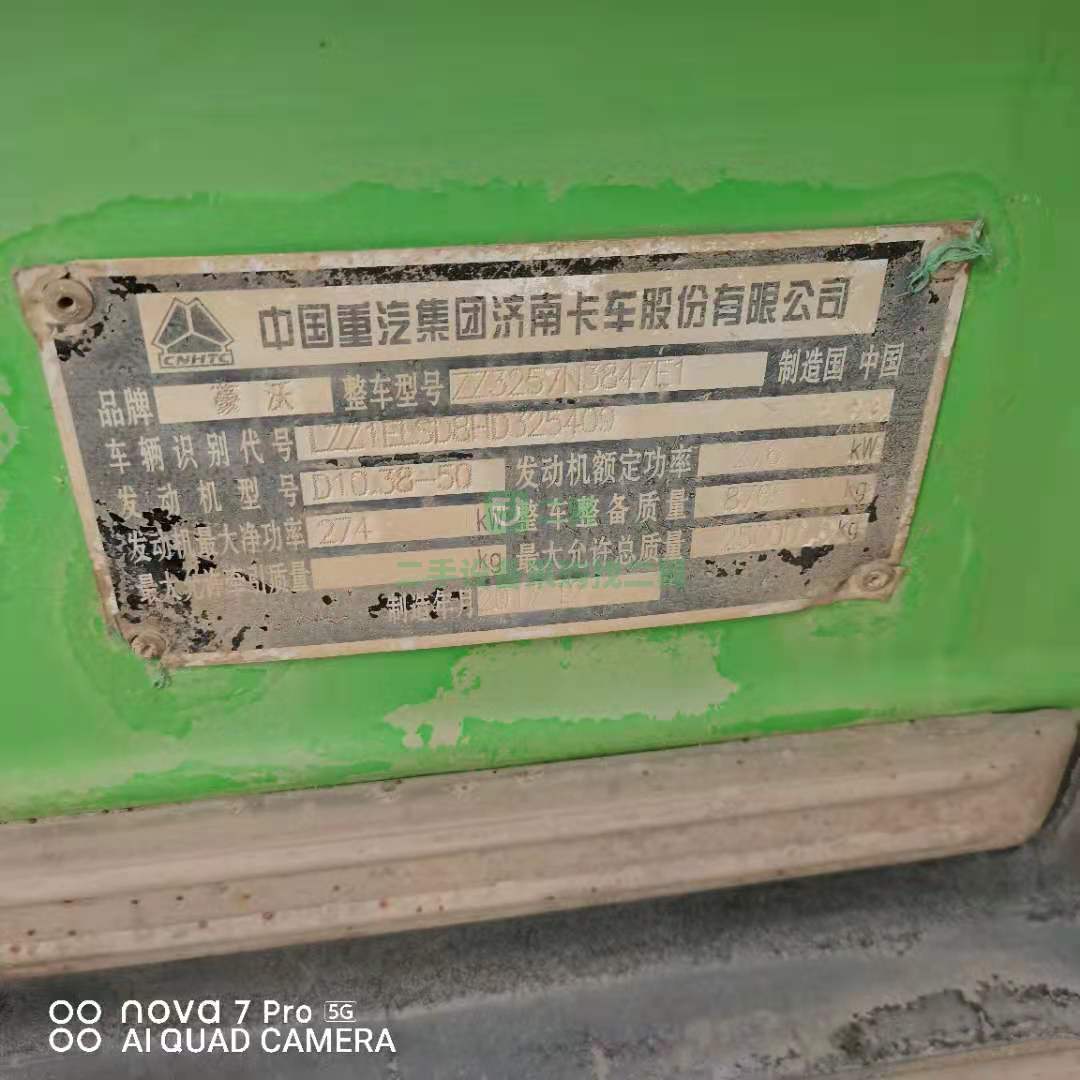 CNHTC 中国重汽集团济南卡车股份有限公司
品牌 豪沃 整车型号 ZZ3257N3847E1 制造国 中国
车辆识别代号 LZZ1ELSD8HD325409
发动机型号 D10.38-50 发动机额定功率 kW
发动机最大净功率 274 kW 整车整备质量 kg
kg 最大允许总质量 25000 kg
制造年月
nova 7 Pro 5G
AI QUAD CAMERA